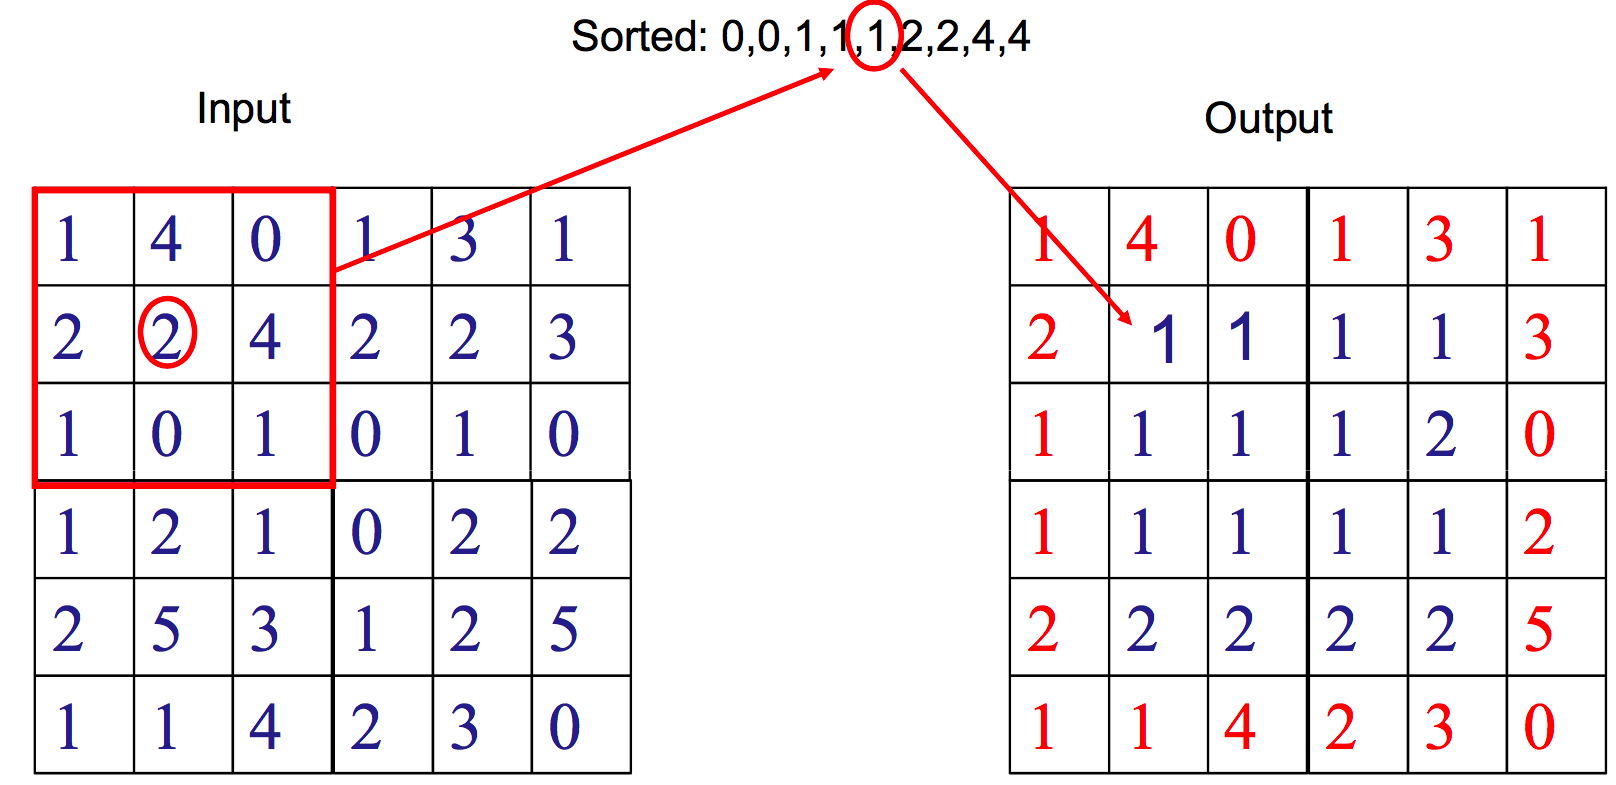 Sorted: 0,0,1,1,1,2,2,4,4
Input
Output
1 4 0 1 3 1
2 2 4 2 2 3
1 0 1 0 1 0
1 2 1 0 2 2
2 5 3 1 2 5
1 1 4 2 3 0
1 4 0 1 3 1
2 1 1 1 1 3
1 1 1 1 2 0
1 1 1 1 1 2
2 2 2 2 2 5
1 1 4 2 3 0